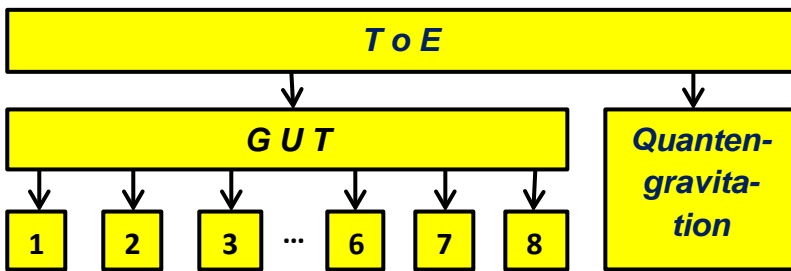 T o E
G U T
Quanten-
gravita-
tion
1 2 3 ... 6 7 8